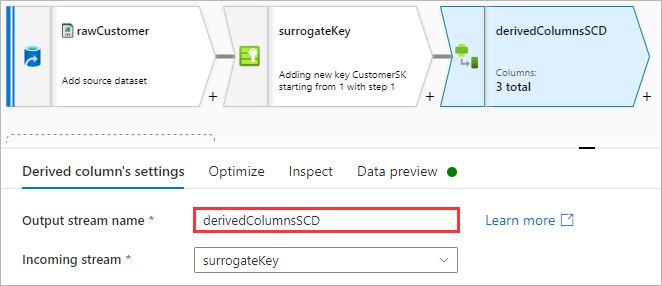 rawCustomer
Add source dataset
+
surrogateKey
Adding new key CustomerSK
starting from 1 with step 1
+
derivedColumnsSCD
Columns:
3 total
+
Derived column's settings Optimize Inspect Data preview
Output stream name * derivedColumnsSCD Learn more
Incoming stream * surrogateKey